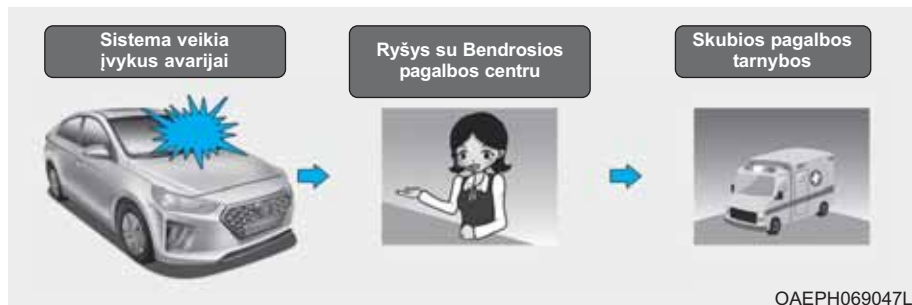 Sistema veikia
įvykus avarijai
Ryšys su Bendrosios
pagalbos centru
Skubios pagalbos
tarnybos
OAEPH069047L